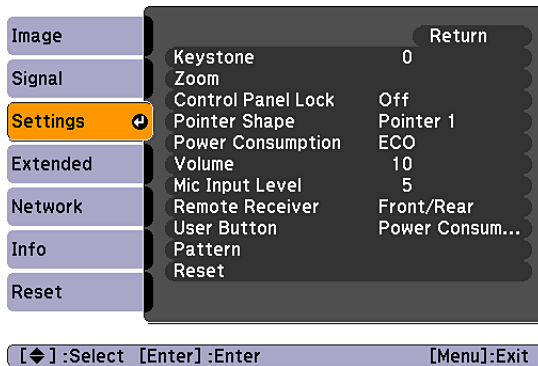 Image
Signal
Settings
Extended
Network
Info
Reset
Return
Keystone 0
Zoom
Control Panel Lock Off
Pointer Shape Pointer 1
Power Consumption ECO
Volume 10
Mic Input Level 5
Remote Receiver Front/Rear
User Button Power Consum...
Pattern
Reset
[◆] :Select [Enter] :Enter [Menu]:Exit